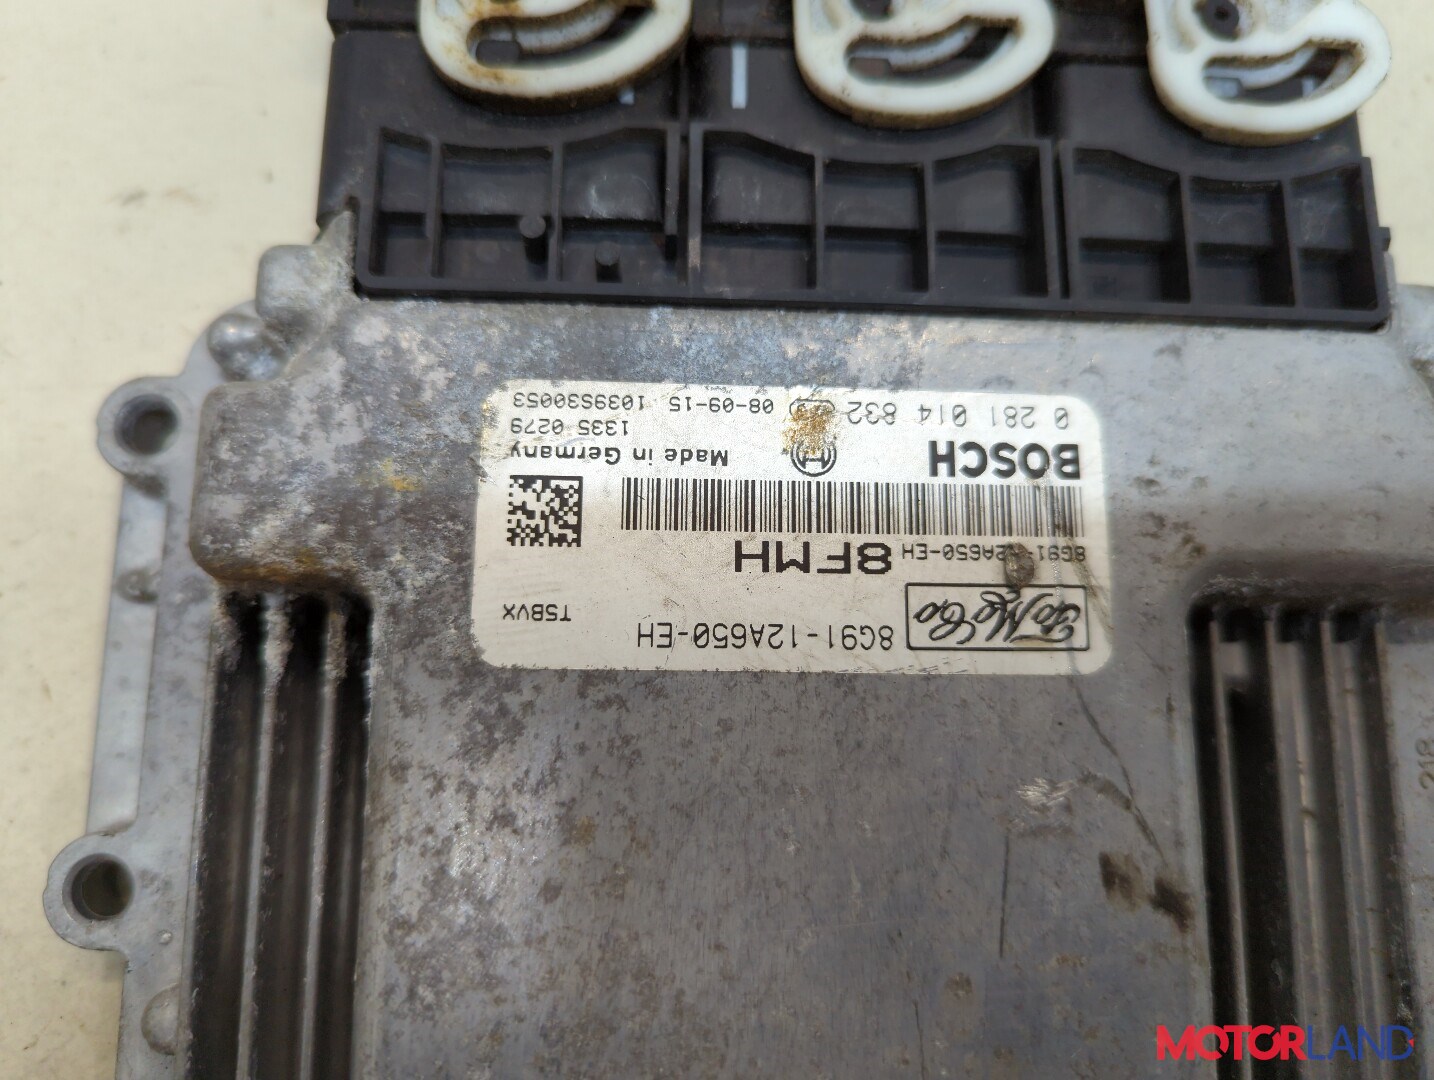 8G91-12A650-EH
T5BVX
FoMoCo
8G91-12A650-EH
8FMH
BOSCH
Made in Germany
0 281 014 832
1335 0279
08-09-15 1039S30053
218
MOTORLAND